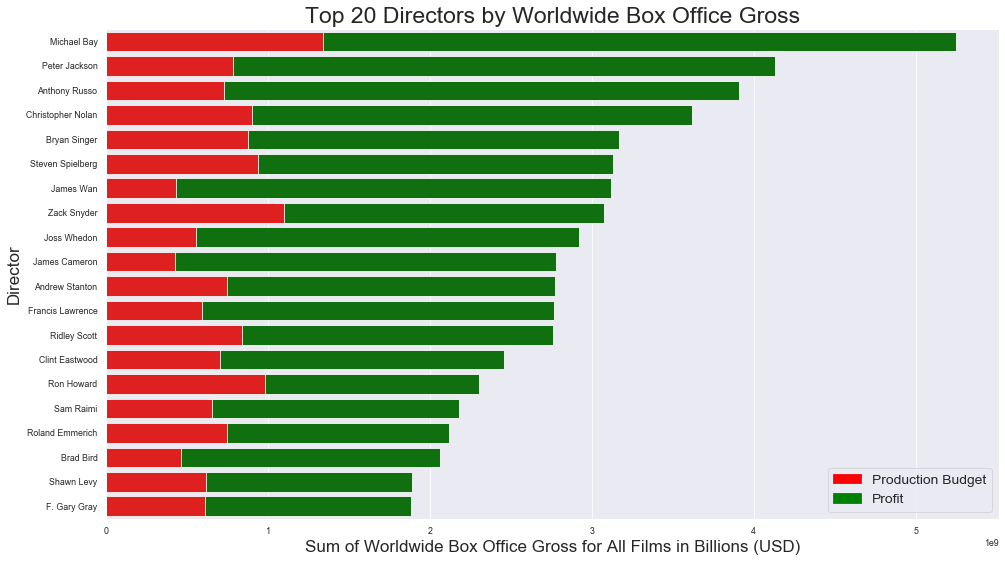 Top 20 Directors by Worldwide Box Office Gross
Director
Michael Bay
Peter Jackson
Anthony Russo
Christopher Nolan
Bryan Singer
Steven Spielberg
James Wan
Zack Snyder
Joss Whedon
James Cameron
Andrew Stanton
Francis Lawrence
Ridley Scott
Clint Eastwood
Ron Howard
Sam Raimi
Roland Emmerich
Brad Bird
Shawn Levy
F. Gary Gray
Production Budget
Profit
0 1 2 3 4 5
1e9
Sum of Worldwide Box Office Gross for All Films in Billions (USD)